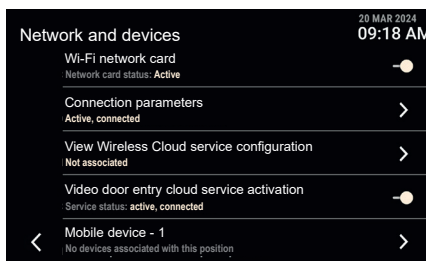 20 MAR 2024
Network and devices
09:18 AM
Wi-Fi network card
Network card status: Active
Connection parameters
Active, connected
View Wireless Cloud service configuration
Not associated
Video door entry cloud service activation
Service status: active, connected
Mobile device - 1
No devices associated with this position